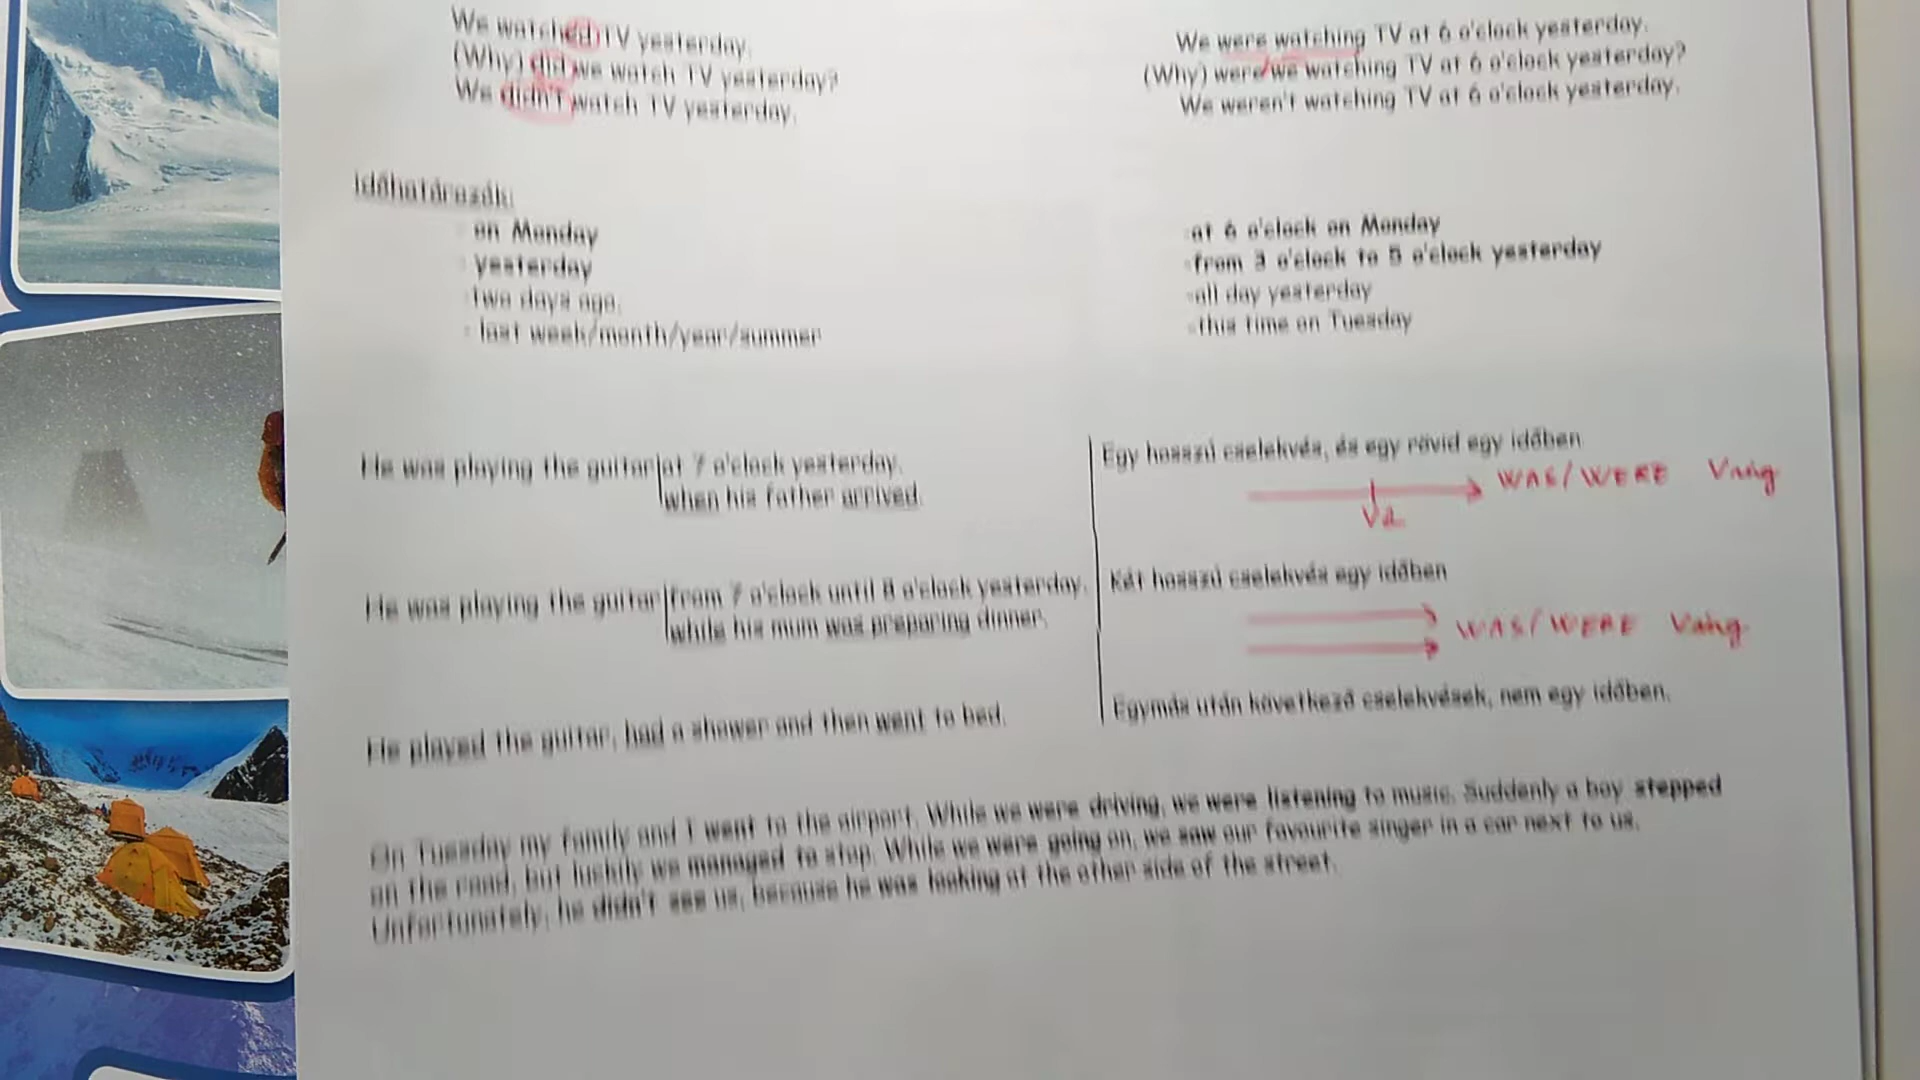 We watched TV yesterday.
(Why) did we watch TV yesterday?
We didn't watch TV yesterday.
We were watching TV at 6 o'clock yesterday.
(Why) were we watching TV at 6 o'clock yesterday?
We weren't watching TV at 6 o'clock yesterday.
Időhatározók:
- on Monday
- yesterday
- two days ago.
- last week/month/year/summer
-at 6 o'clock on Monday
-from 3 o'clock to 5 o'clock yesterday
-all day yesterday
-this time on Tuesday
He was playing the guitar at 7 o'clock yesterday.
when his father arrived.
Egy hosszú cselekvés, és egy rövid egy időben
WAS/WERE Ving
V2
He was playing the guitar from 7 o'clock until 8 o'clock yesterday.
while his mum was preparing dinner.
Két hosszú cselekvés egy időben
WAS/WERE Ving
He played the guitar, had a shower and then went to bed.
Egymás után következő cselekvések, nem egy időben.
On Tuesday my family and I went to the airport. While we were driving, we were listening to music. Suddenly a boy stepped
on the road, but luckily we managed to stop. While we were going on, we saw our favourite singer in a car next to us.
Unfortunately, he didn't see us, because he was looking at the other side of the street.